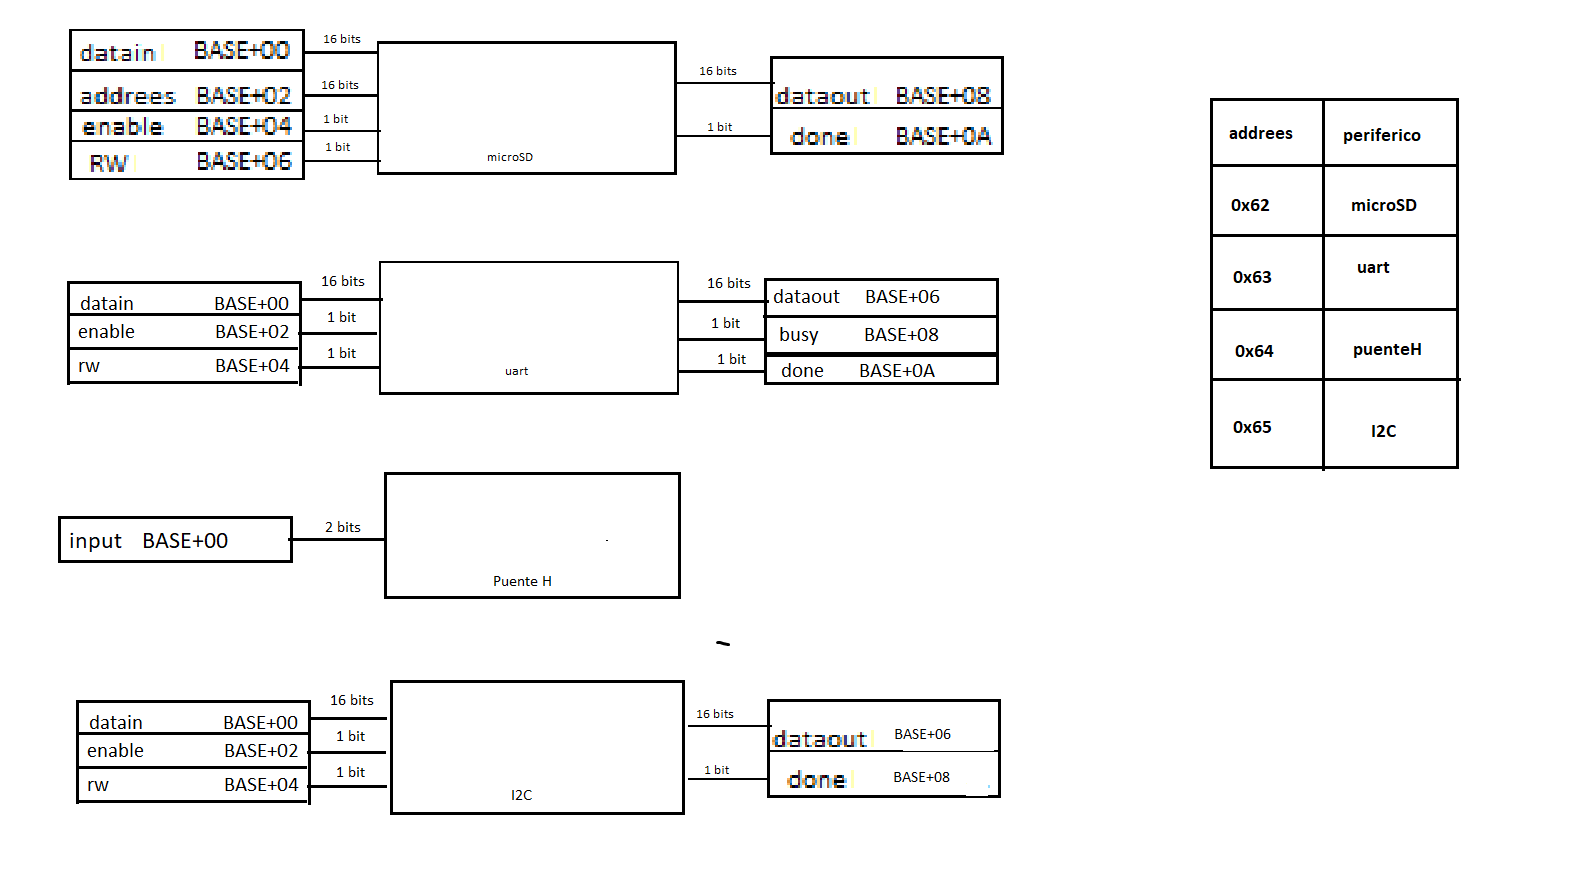 datain BASE+00
addrees BASE+02
enable BASE+04
RW BASE+06
16 bits
16 bits
1 bit
1 bit
microSD
16 bits
1 bit
dataout BASE+08
done BASE+0A
datain BASE+00
enable BASE+02
rw BASE+04
16 bits
1 bit
1 bit
uart
16 bits
1 bit
1 bit
dataout BASE+06
busy BASE+08
done BASE+0A
input BASE+00
2 bits
Puente H
datain BASE+00
enable BASE+02
rw BASE+04
16 bits
1 bit
1 bit
I2C
16 bits
1 bit
dataout BASE+06
done BASE+08
addrees periferico
0x62 microSD
0x63 uart
0x64 puenteH
0x65 I2C